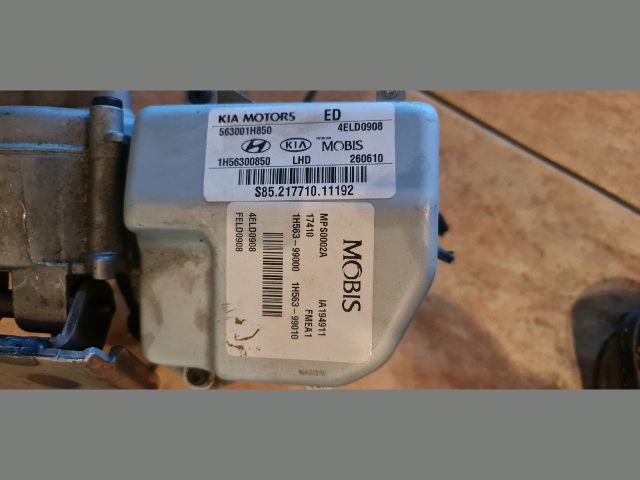 KIA MOTORS ED
563001H850 4ELD0908
HYUNDAI KIA MOBIS
1H56300850 LHD 260610
S85.217710.11192
MOBIS
MPS0002A IA194911
17410 FMEA1
1H563-99000 1H563-99010
4ELD0908
FELD0908